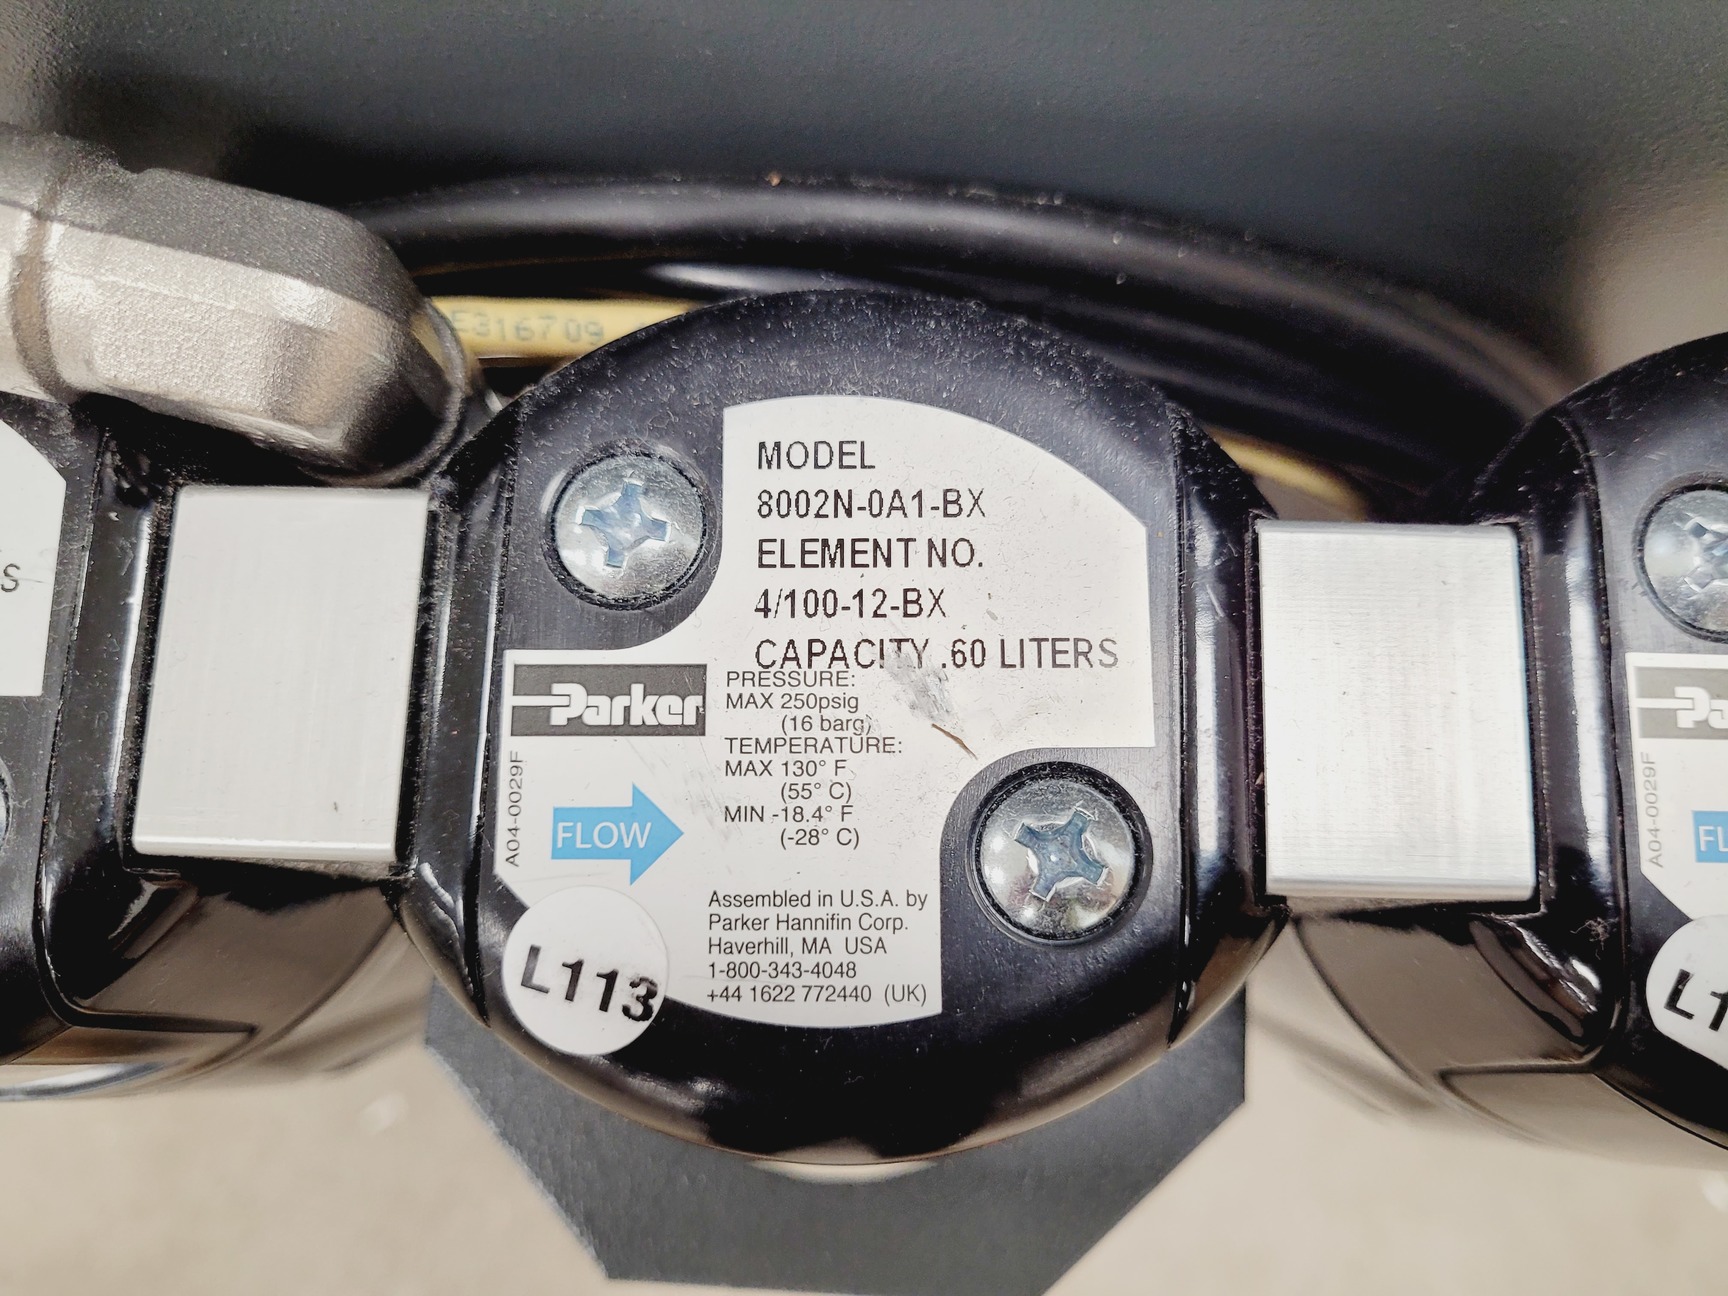 E316709
MODEL
8002N-0A1-BX
ELEMENT NO.
4/100-12-BX
CAPACITY .60 LITERS
Parker
PRESSURE:
MAX 250psig
(16 barg)
TEMPERATURE:
MAX 130° F
(55° C)
MIN -18.4° F
(-28° C)
A04-0029F
FLOW
Assembled in U.S.A. by
Parker Hannifin Corp.
Haverhill, MA USA
1-800-343-4048
+44 1622 772440 (UK)
L113
S
A04-0029F